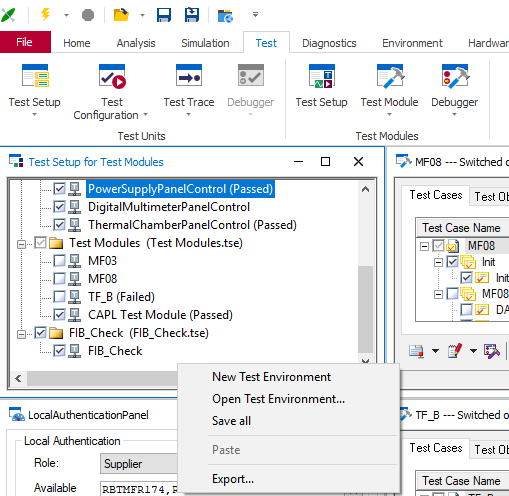 File
Home
Analysis
Simulation
Test
Diagnostics
Environment
Hardwar
Test Setup
Test
Configuration
Test Trace
Debugger
Test Setup
Test Module
Debugger
Test Units
Test Modules
Test Setup for Test Modules
PowerSupplyPanelControl (Passed)
DigitalMultimeterPanelControl
ThermalChamberPanelControl (Passed)
Test Modules (Test Modules.tse)
MF03
MF08
TF_B (Failed)
CAPL Test Module (Passed)
FIB_Check (FIB_Check.tse)
FIB_Check
MF08 --- Switched o
Test Cases
Test Ob
Test Case Name
MF08
Init
Init
MF08
DA
New Test Environment
Open Test Environment...
Save all
Paste
Export...
LocalAuthenticationPanel
Local Authentication
Role:
Supplier
Available
RBTMFR174,R
TF_B --- Switched o
Test Cases
Test Ob
Test Case Name
TF_B